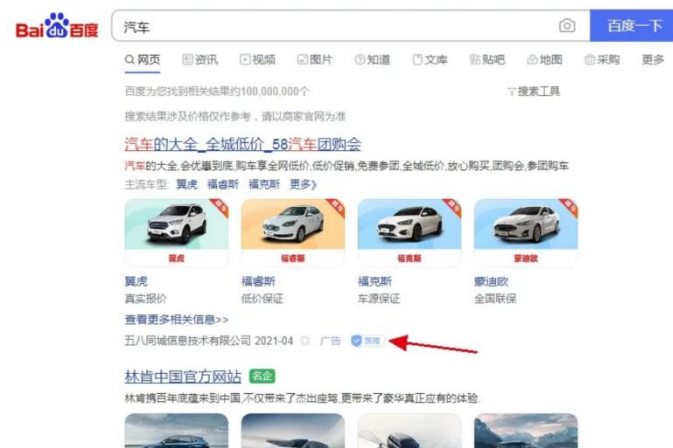 Bai du 百度
汽车
百度一下
网页 资讯 视频 图片 知道 文库 贴吧 地图 采购 更多
百度为您找到相关结果约100,000,000个 搜索工具
搜索结果涉及价格仅作参考，请以商家官网为准
汽车的大全_全城低价_58汽车团购会
汽车的大全,会优惠到底,购车享全网低价,低价促销,免费参团,全城低价,放心购买,团购会,参团购车
主流车型: 翼虎 福睿斯 福克斯 更多》
翼虎 福睿斯 福克斯 蒙迪欧
翼虎 福睿斯 福克斯 蒙迪欧
真实报价 低价保证 车源保证 全国联保
查看更多相关信息>>
五八同城信息技术有限公司 2021-04 广告 保障
林肯中国官方网站 名企
林肯携百年底蕴来到中国,不仅带来了杰出座驾,更带来了豪华真正应有的体验.